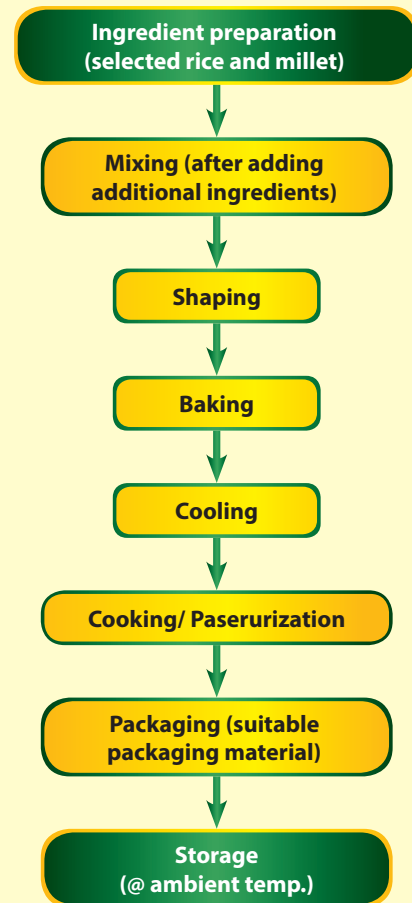 Ingredient preparation
(selected rice and millet)
Mixing (after adding
additional ingredients)
Shaping
Baking
Cooling
Cooking/ Paserurization
Packaging (suitable
packaging material)
Storage
(@ ambient temp.)